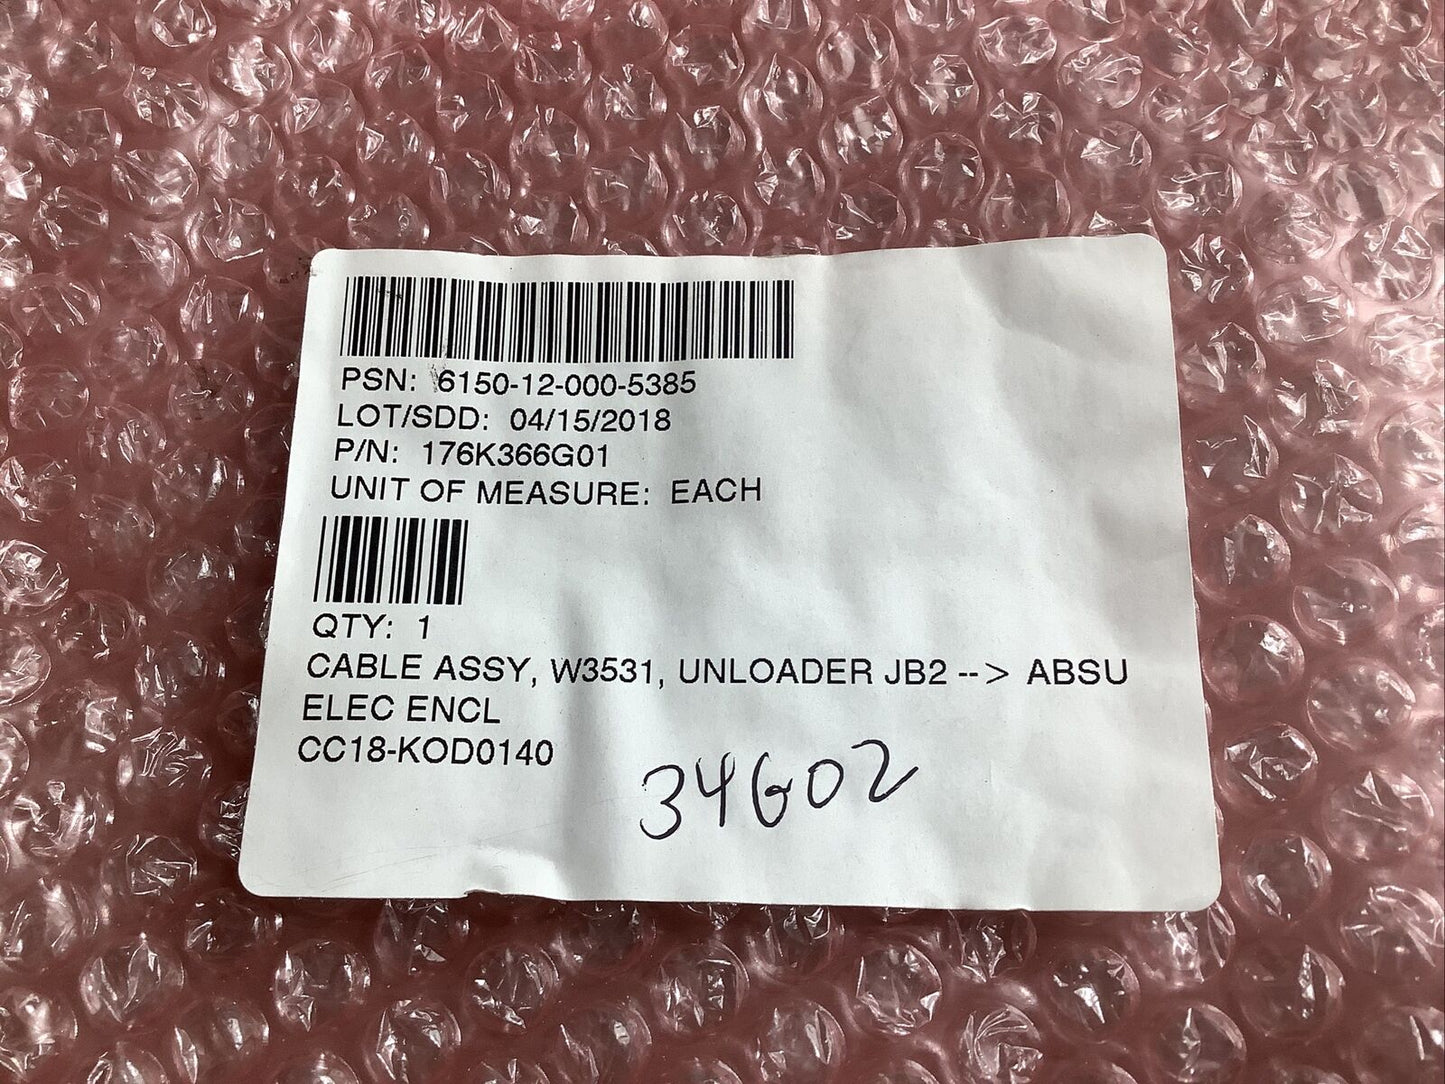 PSN: 6150-12-000-5385
LOT/SDD: 04/15/2018
P/N: 176K366G01
UNIT OF MEASURE: EACH
QTY: 1
CABLE ASSY, W3531, UNLOADER JB2 --> ABSU
ELEC ENCL
CC18-KOD0140
34G02